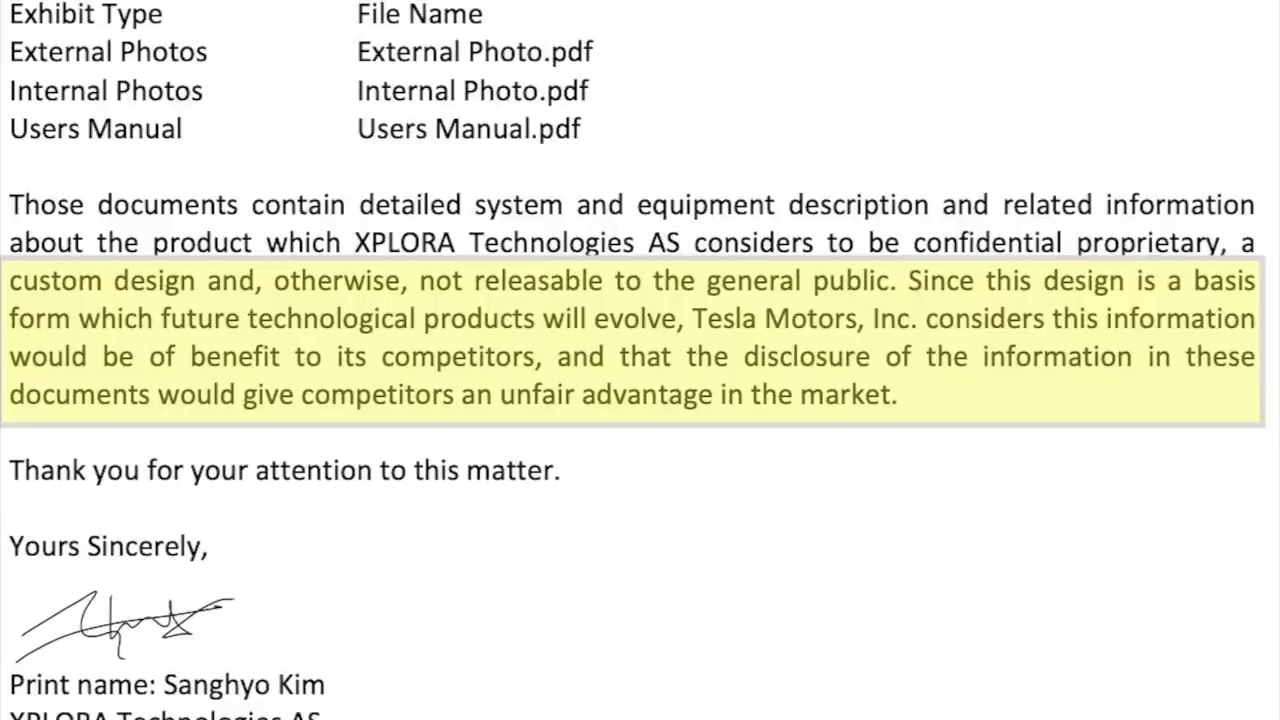 Exhibit Type File Name
External Photos External Photo.pdf
Internal Photos Internal Photo.pdf
Users Manual Users Manual.pdf
Those documents contain detailed system and equipment description and related information
about the product which XPLORA Technologies AS considers to be confidential proprietary, a
custom design and, otherwise, not releasable to the general public. Since this design is a basis
form which future technological products will evolve, Tesla Motors, Inc. considers this information
would be of benefit to its competitors, and that the disclosure of the information in these
documents would give competitors an unfair advantage in the market.
Thank you for your attention to this matter.
Yours Sincerely,
Print name: Sanghyo Kim
XPLORA Technologies AS